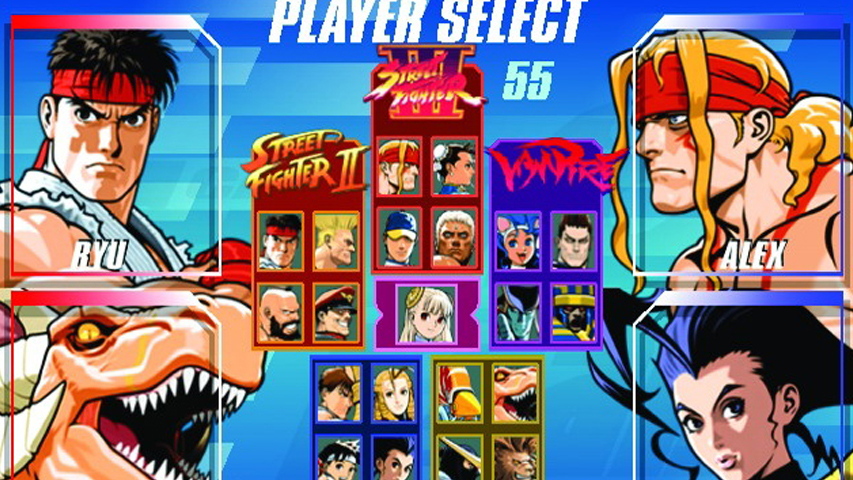 PLAYER SELECT
STREET FIGHTER III
55
STREET
FIGHTER II
VAMPIRE
RYU
ALEX